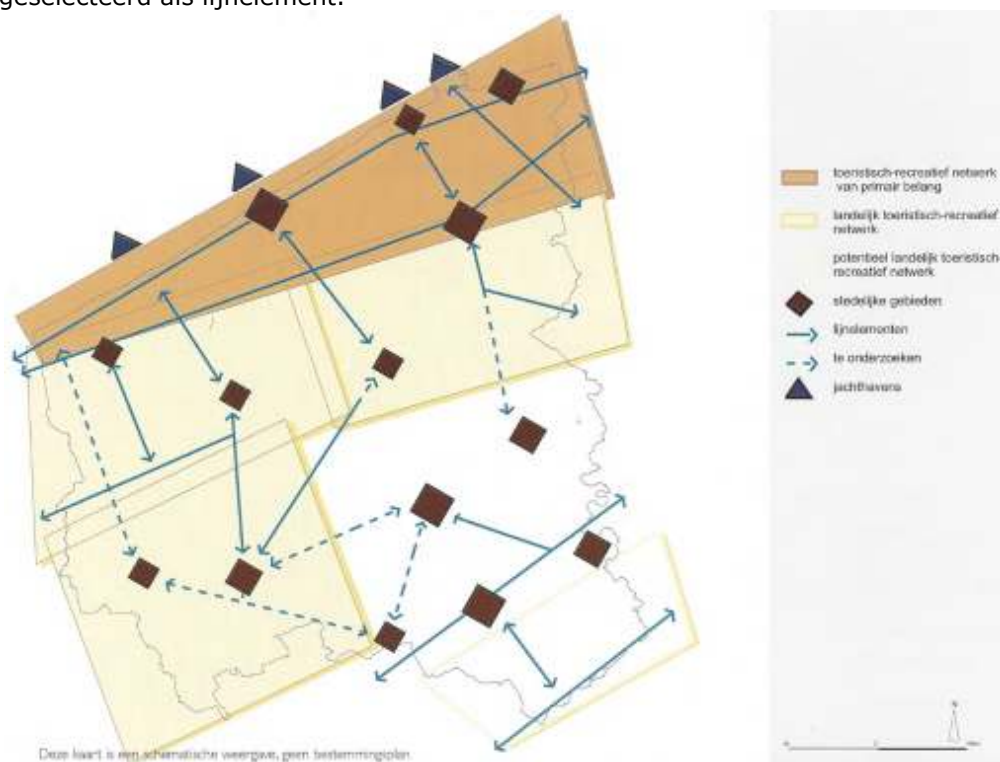 geselecteerd als lijnelement.
toeristisch-recreatief netwerk
van primair belang
landelijk toeristisch-recreatief
netwerk
potentieel landelijk toeristisch-
recreatief netwerk
stedelijke gebieden
lijnelementen
te onderzoeken
jachthavens
N
Deze kaart is een schematische weergave, geen bestemmingsplan.